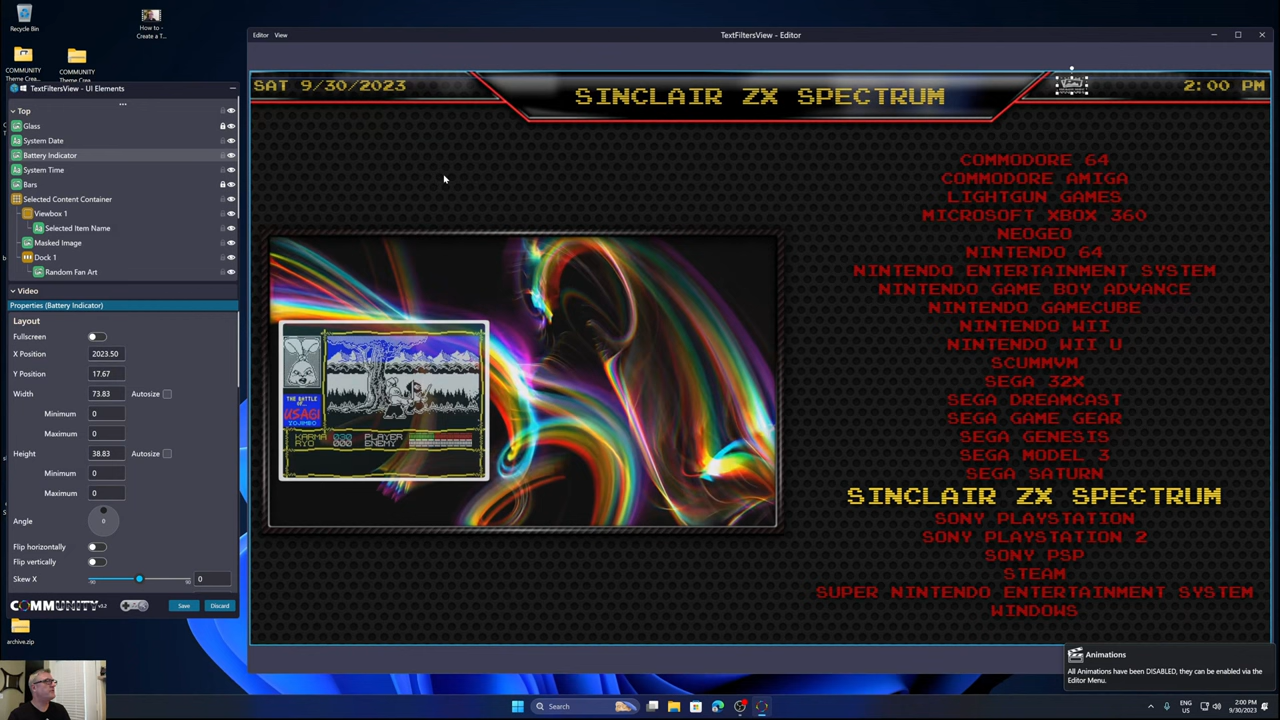 Recycle Bin
How to -
Create a T...
COMMUNITY
Theme Crea...
COMMUNITY
Theme Crea...
TextFiltersView - UI Elements
Top
Glass
System Date
Battery Indicator
System Time
Bars
Selected Content Container
Viewbox 1
Selected Item Name
Masked Image
Dock 1
Random Fan Art
Video
Properties (Battery Indicator)
Layout
Fullscreen
X Position 2023.50
Y Position 17.67
Width 73.83 Autosize
Minimum 0
Maximum 0
Height 38.83 Autosize
Minimum 0
Maximum 0
Angle 0
Flip horizontally
Flip vertically
Skew X -90 90 0
COMMUNITY v3.2 Save Discard
archive.zip
Editor View TextFiltersView - Editor
SAT 9/30/2023 SINCLAIR ZX SPECTRUM 2:00 PM
COMMODORE 64
COMMODORE AMIGA
LIGHTGUN GAMES
MICROSOFT XBOX 360
NEOGEO
NINTENDO 64
NINTENDO ENTERTAINMENT SYSTEM
NINTENDO GAME BOY ADVANCE
NINTENDO GAMECUBE
NINTENDO WII
NINTENDO WII U
SCUMMVM
SEGA 32X
SEGA DREAMCAST
SEGA GAME GEAR
SEGA GENESIS
SEGA MODEL 3
SEGA SATURN
SINCLAIR ZX SPECTRUM
SONY PLAYSTATION
SONY PLAYSTATION 2
SONY PSP
STEAM
SUPER NINTENDO ENTERTAINMENT SYSTEM
WINDOWS
THE BATTLE
OF...
USAGI
YOJIMBO
KARMA 030 PLAYER
RYO 000 ENEMY
Animations
All Animations have been DISABLED, they can be enabled via the
Editor Menu.
Search
ENG
US
2:00 PM
9/30/2023